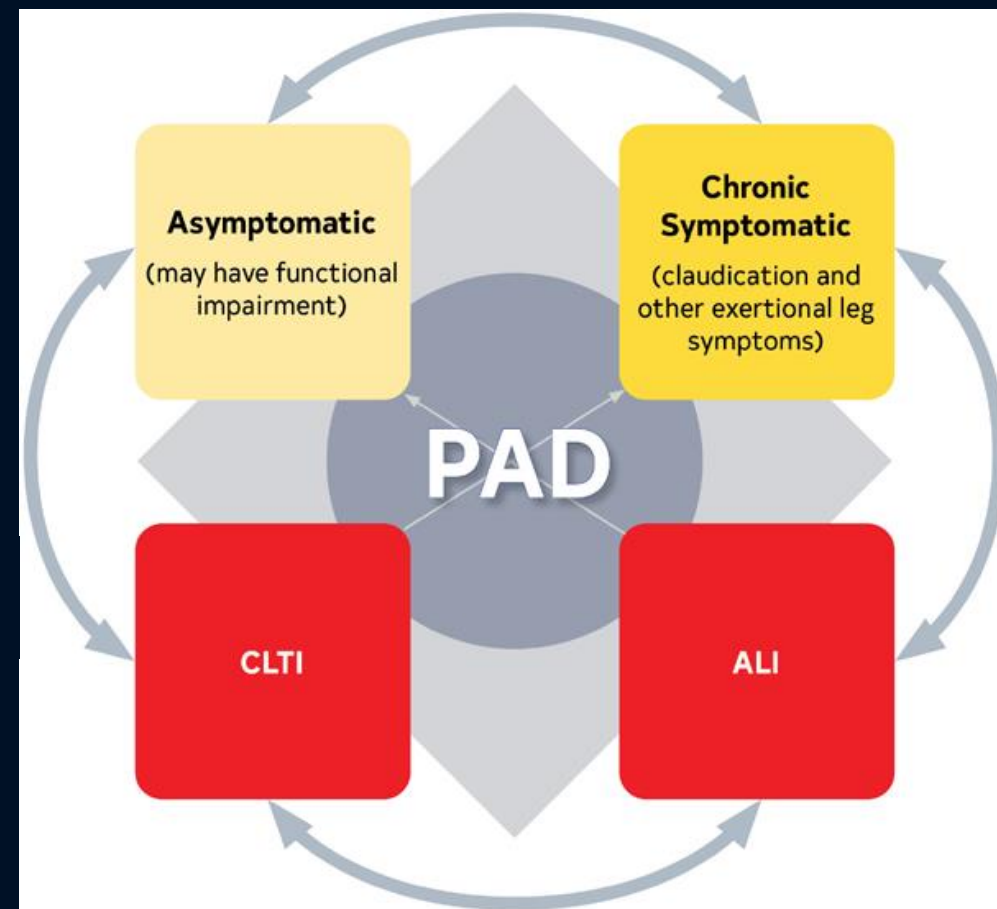 Asymptomatic
(may have functional
impairment)
Chronic
Symptomatic
(claudication and
other exertional leg
symptoms)
PAD
CLTI
ALI